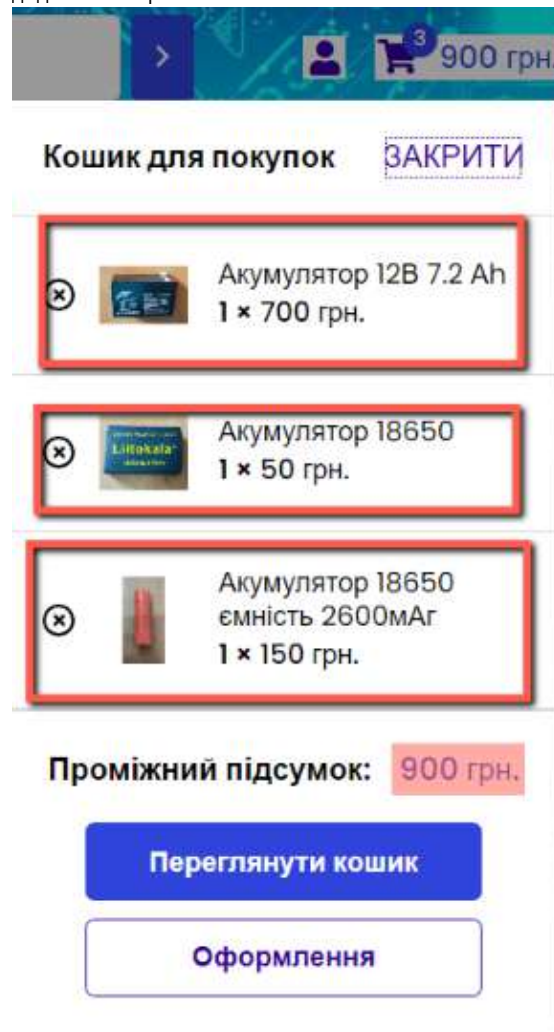 3 900 грн.
Кошик для покупок ЗАКРИТИ
Акумулятор 12В 7.2 Ah
1 × 700 грн.
Liitokala
Акумулятор 18650
1 × 50 грн.
Акумулятор 18650
ємність 2600мАг
1 × 150 грн.
Проміжний підсумок: 900 грн.
Переглянути кошик
Оформлення